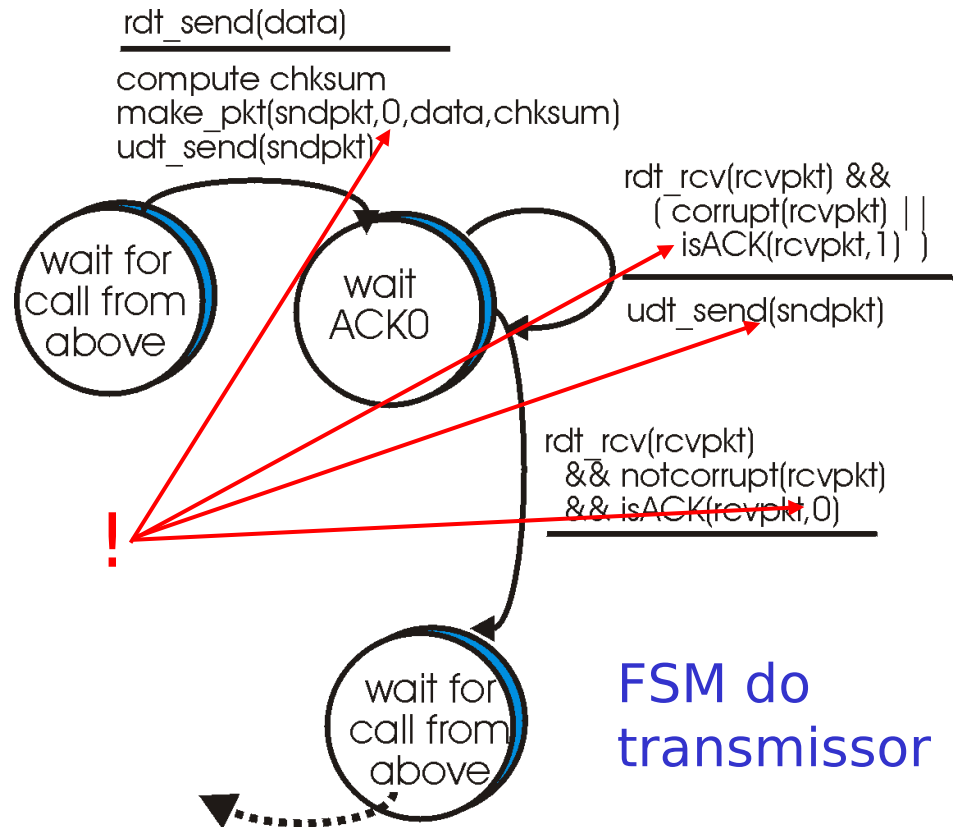 rdt_send(data)
compute chksum
make_pkt(sndpkt,0,data,chksum)
udt_send(sndpkt)
rdt_rcv(rcvpkt) &&
( corrupt(rcvpkt) ||
isACK(rcvpkt,1) )
udt_send(sndpkt)
wait for
call from
above
wait
ACK0
rdt_rcv(rcvpkt)
&& notcorrupt(rcvpkt)
&& isACK(rcvpkt,0)
!
wait for
call from
above
FSM do
transmissor